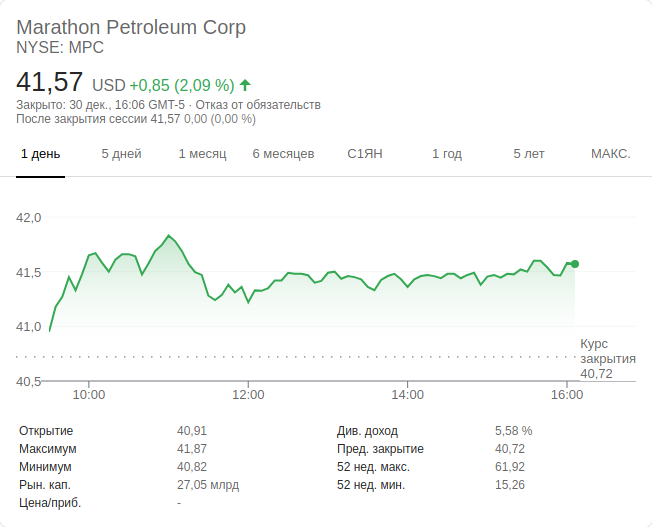 Marathon Petroleum Corp
NYSE: MPC
41,57 USD +0,85 (2,09 %)
Закрыто: 30 дек., 16:06 GMT-5 · Отказ от обязательств
После закрытия сессии 41,57 0,00 (0,00 %)
1 день 5 дней 1 месяц 6 месяцев С1ЯН 1 год 5 лет МАКС.
42,0
41,5
41,0
Курс
закрытия
40,72
40,5
10:00 12:00 14:00 16:00
Открытие 40,91 Див. доход 5,58 %
Максимум 41,87 Пред. закрытие 40,72
Минимум 40,82 52 нед. макс. 61,92
Рын. кап. 27,05 млрд 52 нед. мин. 15,26
Цена/приб. -